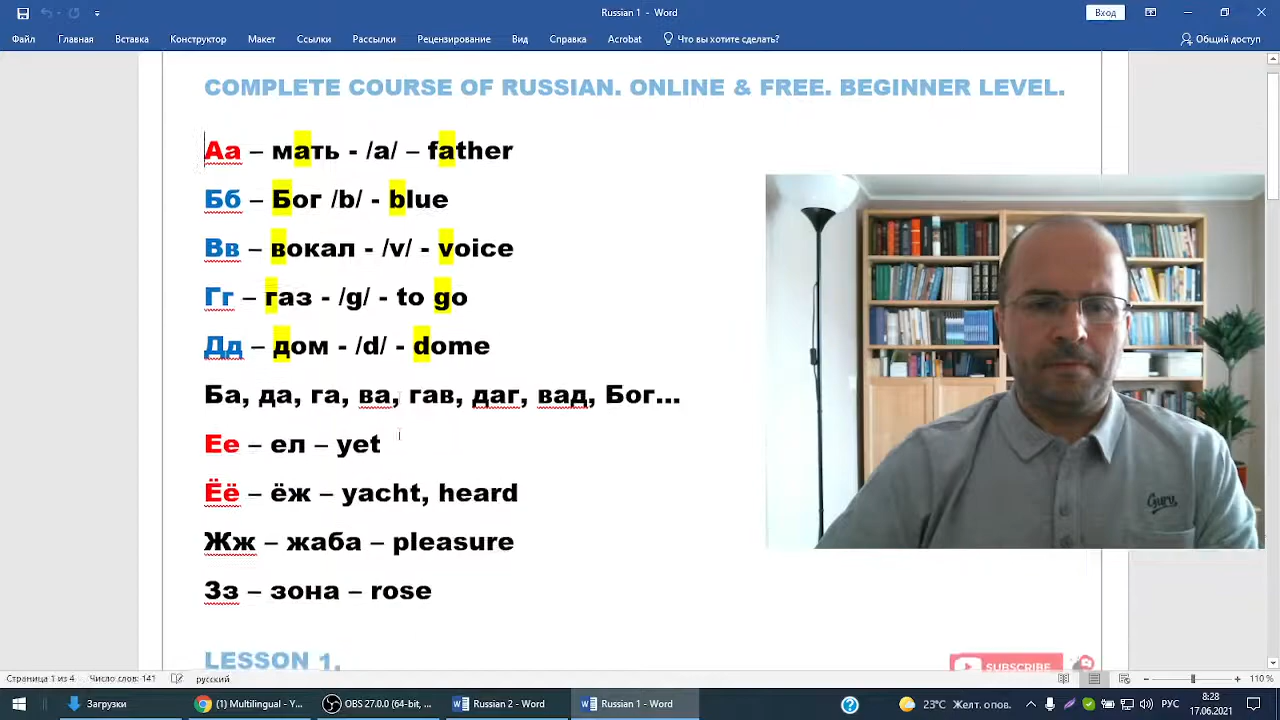 Russian 1 - Word
Вход
Файл Главная Вставка Конструктор Макет Ссылки Рассылки Рецензирование Вид Справка Acrobat Что вы хотите сделать? Общий доступ
COMPLETE COURSE OF RUSSIAN. ONLINE & FREE. BEGINNER LEVEL.
Аа – мать - /a/ – father
Бб – Бог /b/ - blue
Вв – вокал - /v/ - voice
Гг – газ - /g/ - to go
Дд – дом - /d/ - dome
Ба, да, га, ва, гав, даг, вад, Бог...
Ее – ел – yet
Ёё – ёж – yacht, heard
Жж – жаба – pleasure
Зз – зона – rose
Guru
LESSON 1.
SUBSCRIBE
Страница 1 из 4 Число слов: 141 русский 110 %
Загрузки (1) Multilingual - Y... OBS 27.0.0 (64-bit, ... Russian 2 - Word Russian 1 - Word 23°C Желт. опов. РУС 8:28
17.06.2021